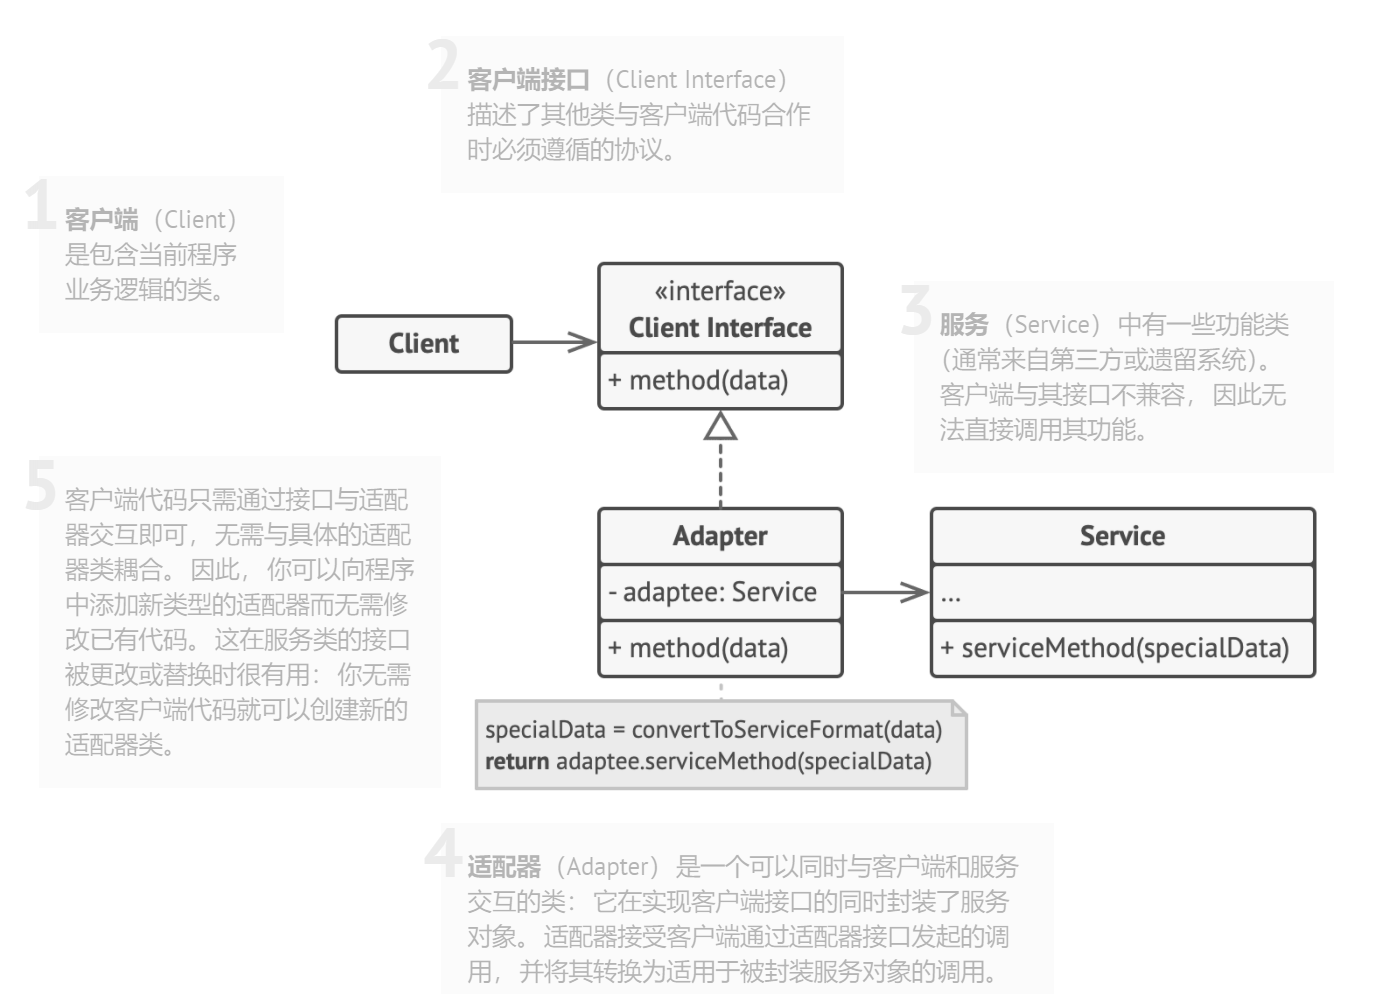 2
客户端接口（Client Interface）
描述了其他类与客户端代码合作
时必须遵循的协议。
1
客户端（Client）
是包含当前程序
业务逻辑的类。
«interface»
Client Interface
+ method(data)
Client
3
服务（Service）中有一些功能类
（通常来自第三方或遗留系统）。
客户端与其接口不兼容，因此无
法直接调用其功能。
5
客户端代码只需通过接口与适配
器交互即可，无需与具体的适配
器类耦合。因此，你可以向程序
中添加新类型的适配器而无需修
改已有代码。这在服务类的接口
被更改或替换时很有用：你无需
修改客户端代码就可以创建新的
适配器类。
Adapter
- adaptee: Service
+ method(data)
Service
...
+ serviceMethod(specialData)
specialData = convertToServiceFormat(data)
return adaptee.serviceMethod(specialData)
4
适配器（Adapter）是一个可以同时与客户端和服务
交互的类：它在实现客户端接口的同时封装了服务
对象。适配器接受客户端通过适配器接口发起的调
用，并将其转换为适用于被封装服务对象的调用。